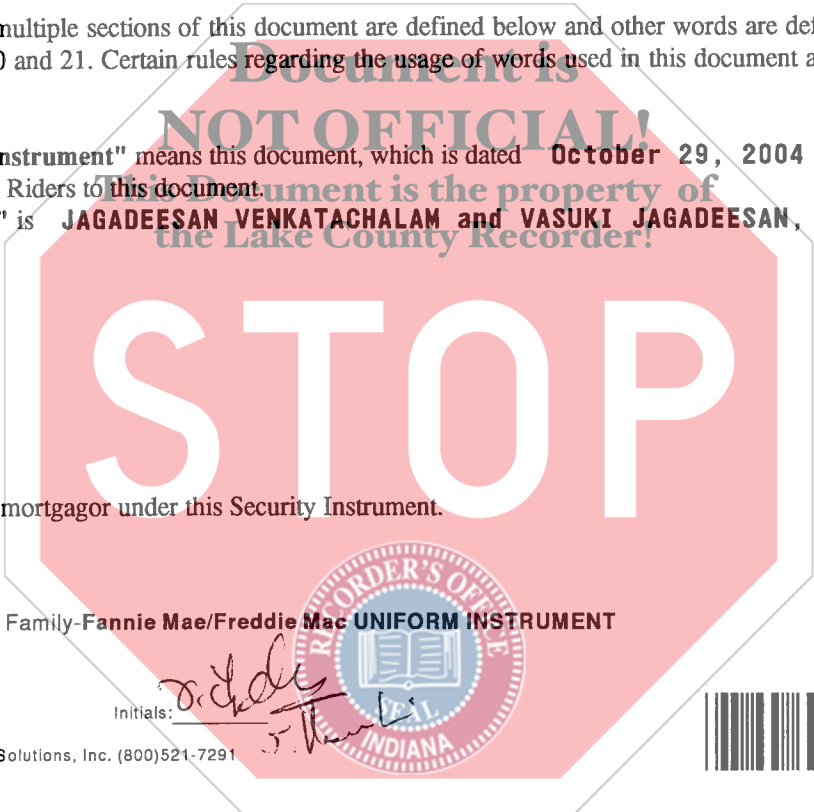 multiple sections of this document are defined below and other words are def
0 and 21. Certain rules regarding the usage of words used in this document a
Document is
NOT OFFICIAL!
nstrument" means this document, which is dated October 29, 2004
Riders to this document.
This Document is the property of
" is JAGADEESAN VENKATACHALAM and VASUKI JAGADEESAN,
the Lake County Recorder!
STOP
mortgagor under this Security Instrument.
RECORDER'S OFFICE
Family-Fannie Mae/Freddie Mac UNIFORM INSTRUMENT
Initials:
SEAL
INDIANA
Solutions, Inc. (800)521-7291